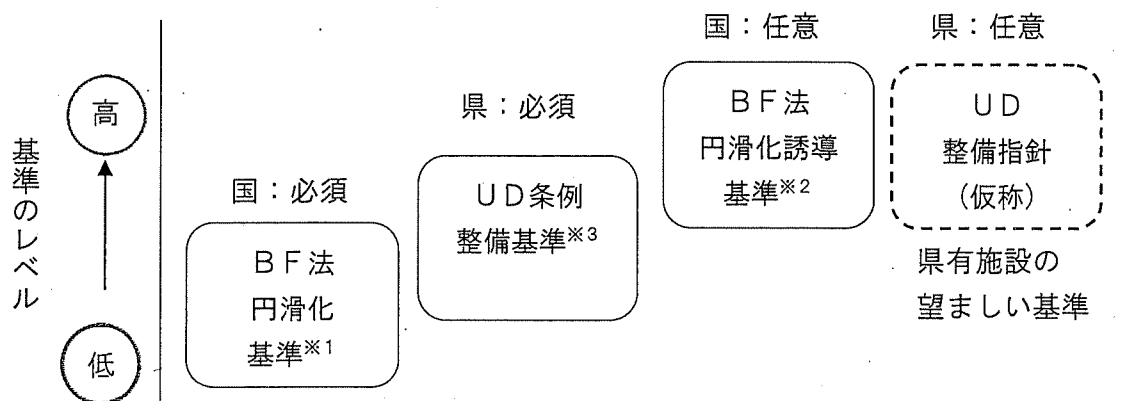 基準のレベル
高
低
国：必須
ＢＦ法
円滑化
基準※1
県：必須
ＵＤ条例
整備基準※3
国：任意
ＢＦ法
円滑化誘導
基準※2
県：任意
ＵＤ
整備指針
（仮称）
県有施設の
望ましい基準